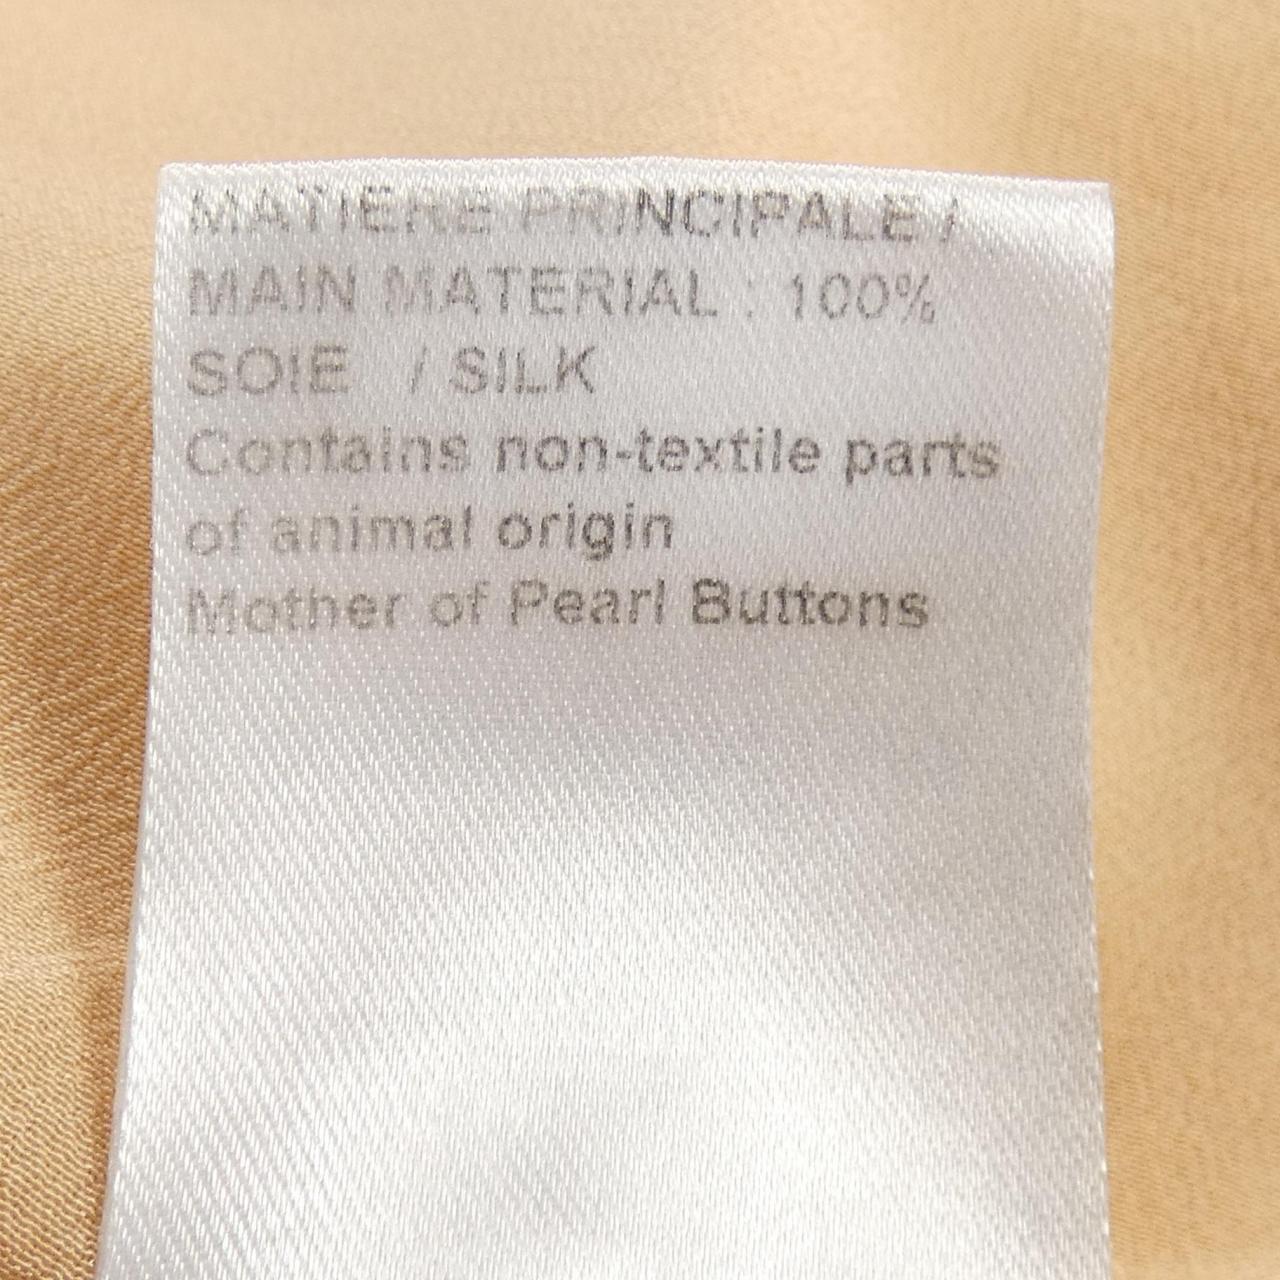 MATIERE PRINCIPALE /
MAIN MATERIAL : 100%
SOIE / SILK
Contains non-textile parts
of animal origin
Mother of Pearl Buttons